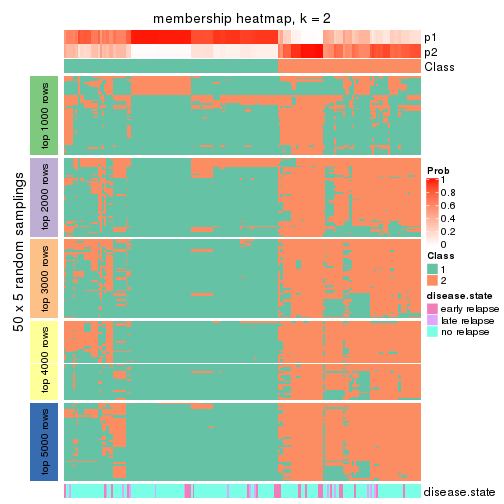 membership heatmap, k = 2
p1
p2
Class
50 x 5 random samplings
top 1000 rows
top 2000 rows
top 3000 rows
top 4000 rows
top 5000 rows
Prob
1
0.8
0.6
0.4
0.2
0
Class
1
2
disease.state
early relapse
late relapse
no relapse
disease.state